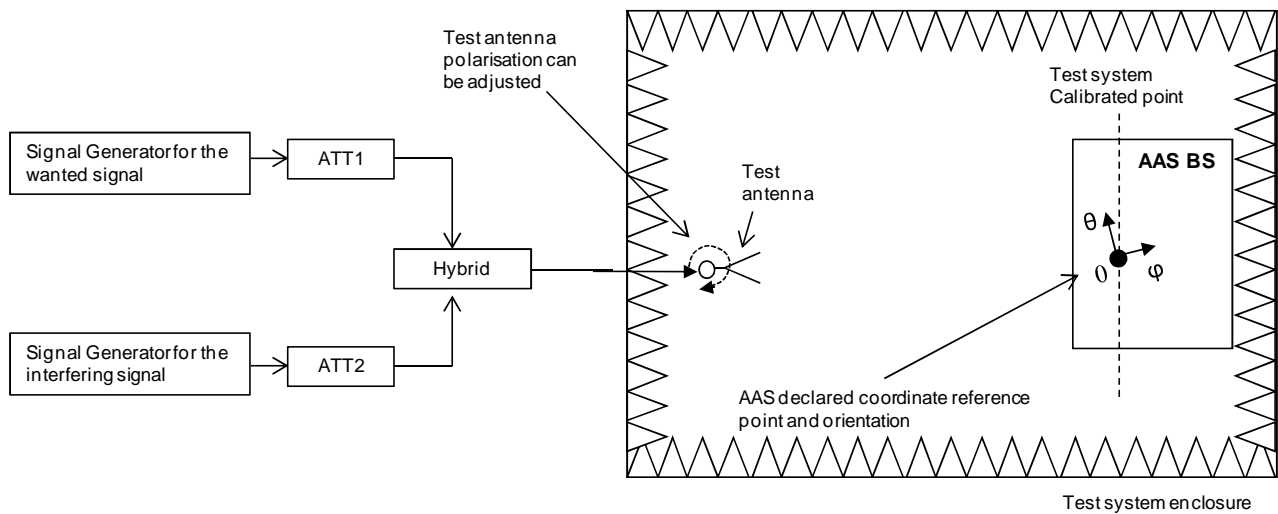 Test antenna
polarisation can
be adjusted
Test system
Calibrated point
Signal Generator for the
wanted signal
ATT1
AAS BS
Test
antenna
θ
Hybrid
0
φ
Signal Generator for the
interfering signal
ATT2
AAS declared coordinate reference
point and orientation
Test system enclosure